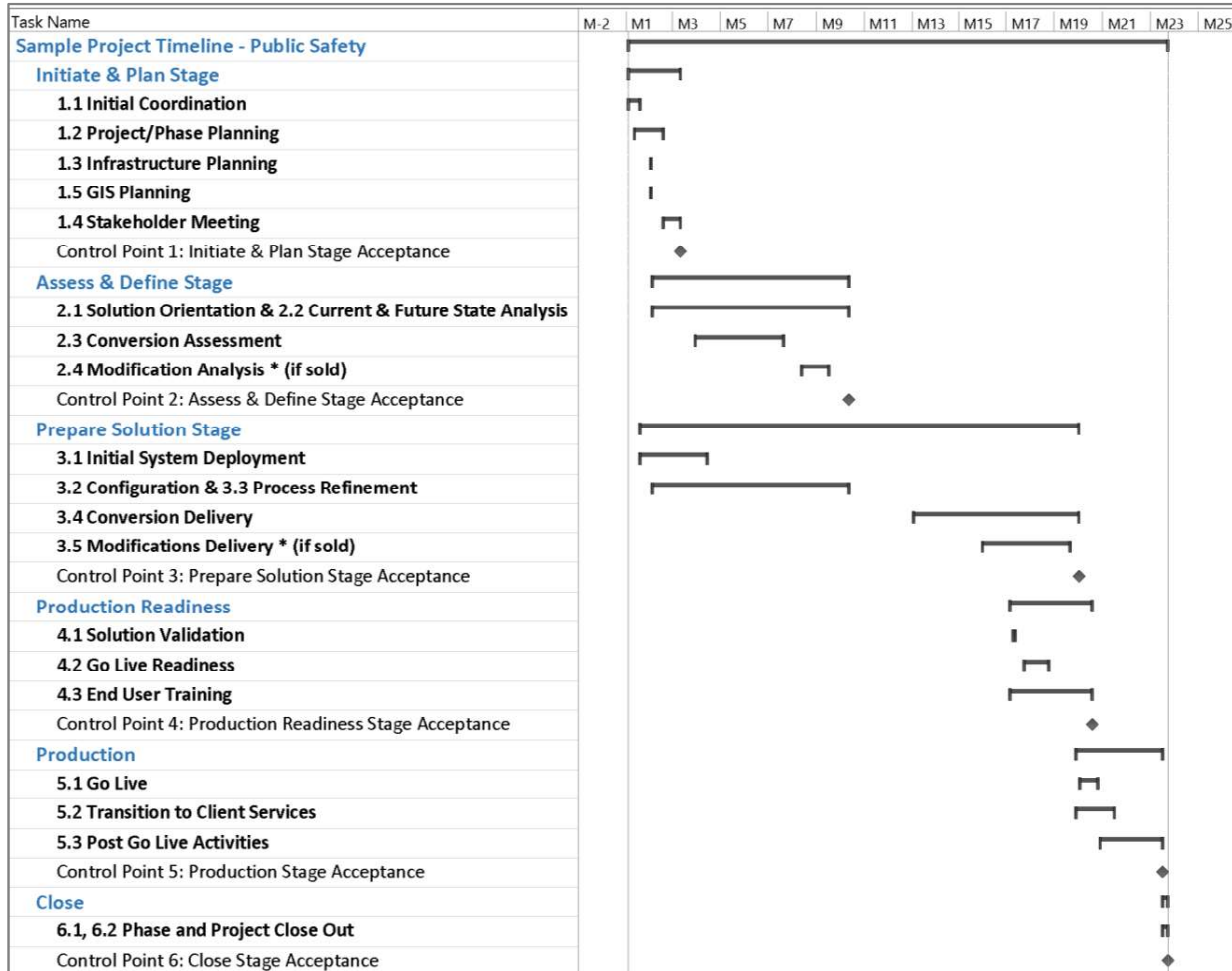 Task Name M-2 M1 M3 M5 M7 M9 M11 M13 M15 M17 M19 M21 M23 M25
Sample Project Timeline - Public Safety
Initiate & Plan Stage
1.1 Initial Coordination
1.2 Project/Phase Planning
1.3 Infrastructure Planning
1.5 GIS Planning
1.4 Stakeholder Meeting
Control Point 1: Initiate & Plan Stage Acceptance
Assess & Define Stage
2.1 Solution Orientation & 2.2 Current & Future State Analysis
2.3 Conversion Assessment
2.4 Modification Analysis * (if sold)
Control Point 2: Assess & Define Stage Acceptance
Prepare Solution Stage
3.1 Initial System Deployment
3.2 Configuration & 3.3 Process Refinement
3.4 Conversion Delivery
3.5 Modifications Delivery * (if sold)
Control Point 3: Prepare Solution Stage Acceptance
Production Readiness
4.1 Solution Validation
4.2 Go Live Readiness
4.3 End User Training
Control Point 4: Production Readiness Stage Acceptance
Production
5.1 Go Live
5.2 Transition to Client Services
5.3 Post Go Live Activities
Control Point 5: Production Stage Acceptance
Close
6.1, 6.2 Phase and Project Close Out
Control Point 6: Close Stage Acceptance